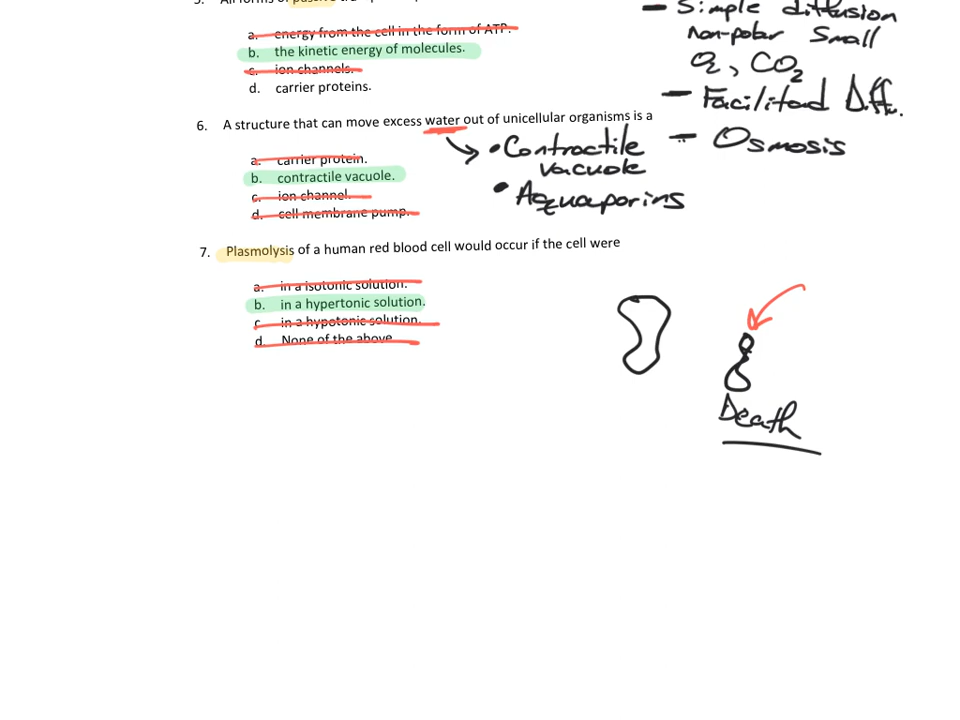 a. energy from the cell in the form of ATP.
b. the kinetic energy of molecules.
c. ion channels.
d. carrier proteins.
- Simple diffusion
non-polar Small
O2, CO2
- Facilitad Diffu.
- Osmosis
6. A structure that can move excess water out of unicellular organisms is a
a. carrier protein.
b. contractile vacuole.
c. ion channel.
d. cell membrane pump.
• Contractile
vacuole
• Aquaporins
7. Plasmolysis of a human red blood cell would occur if the cell were
a. in a isotonic solution.
b. in a hypertonic solution.
c. in a hypotonic solution.
d. None of the above
Death